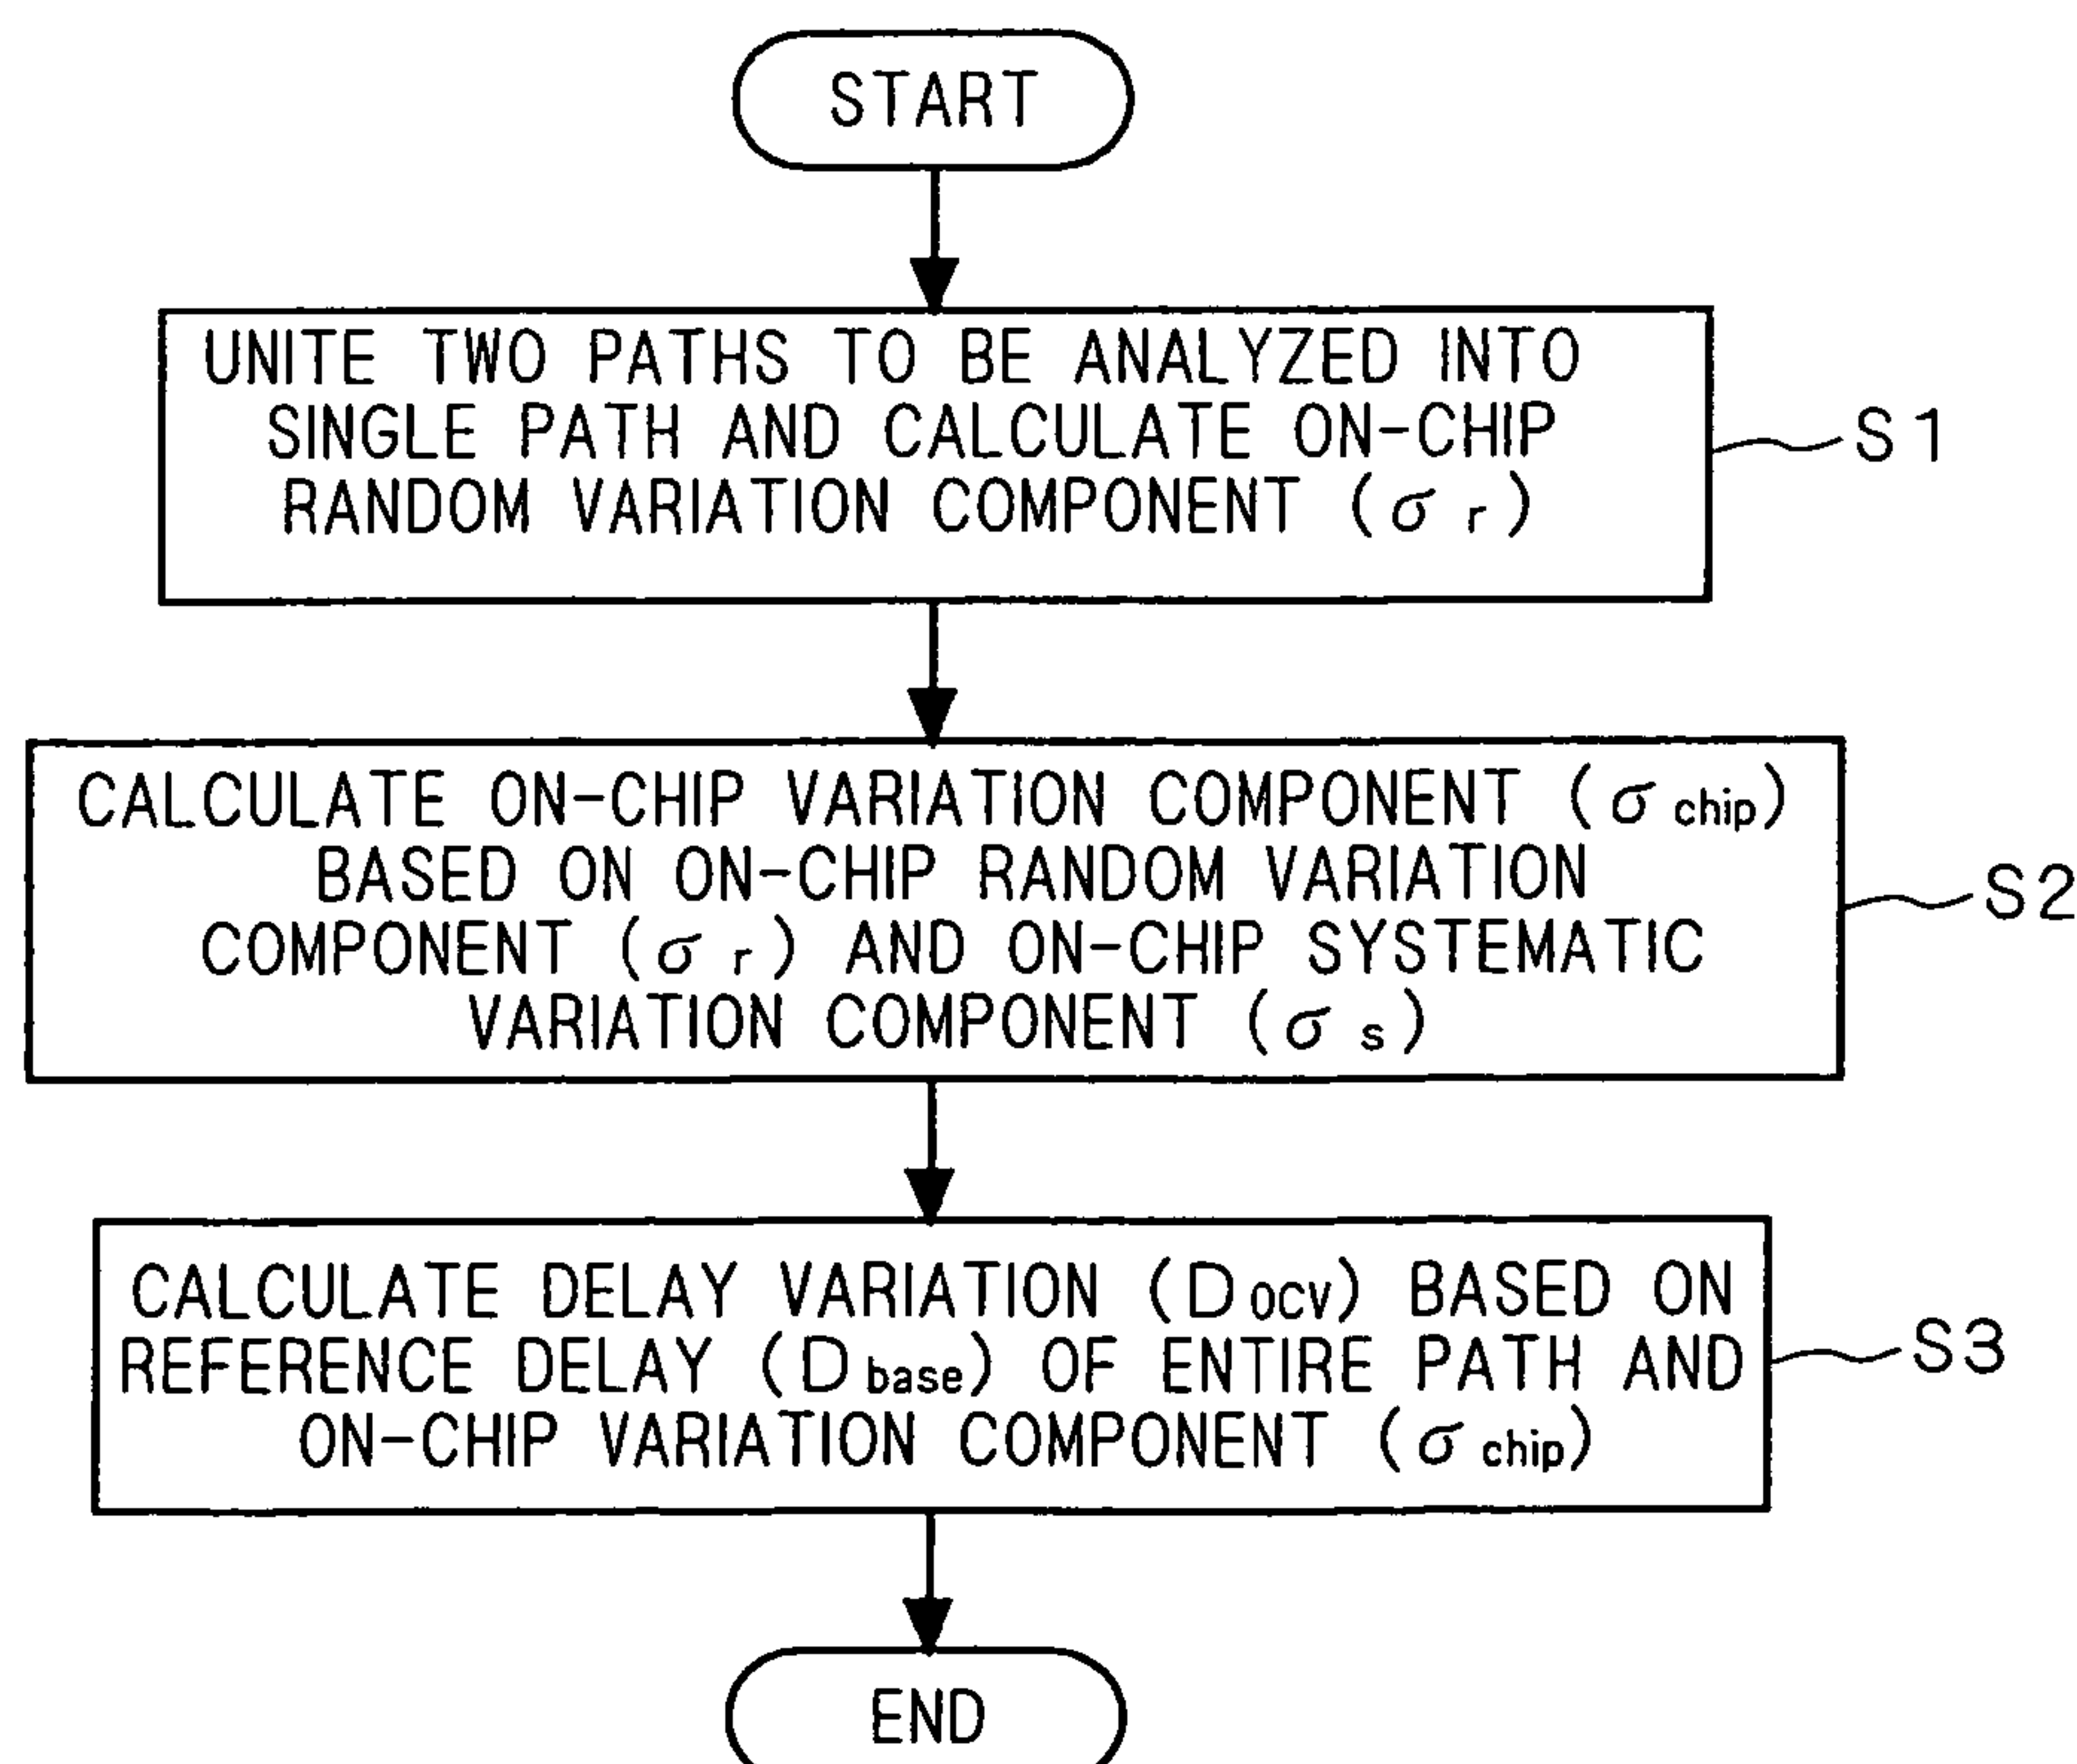 START
UNITE TWO PATHS TO BE ANALYZED INTO
SINGLE PATH AND CALCULATE ON-CHIP
RANDOM VARIATION COMPONENT (σ r)
S1
CALCULATE ON-CHIP VARIATION COMPONENT (σ chip)
BASED ON ON-CHIP RANDOM VARIATION
COMPONENT (σ r) AND ON-CHIP SYSTEMATIC
VARIATION COMPONENT (σ s)
S2
CALCULATE DELAY VARIATION (D OCV) BASED ON
REFERENCE DELAY (D base) OF ENTIRE PATH AND
ON-CHIP VARIATION COMPONENT (σ chip)
S3
END